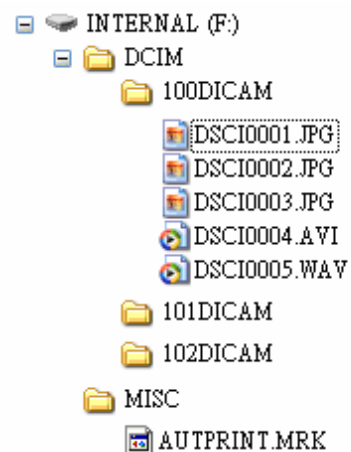 INTERNAL (F:)
DCIM
100DICAM
DSCI0001.JPG
DSCI0002.JPG
DSCI0003.JPG
DSCI0004.AVI
DSCI0005.WAV
101DICAM
102DICAM
MISC
AUTPRINT.MRK